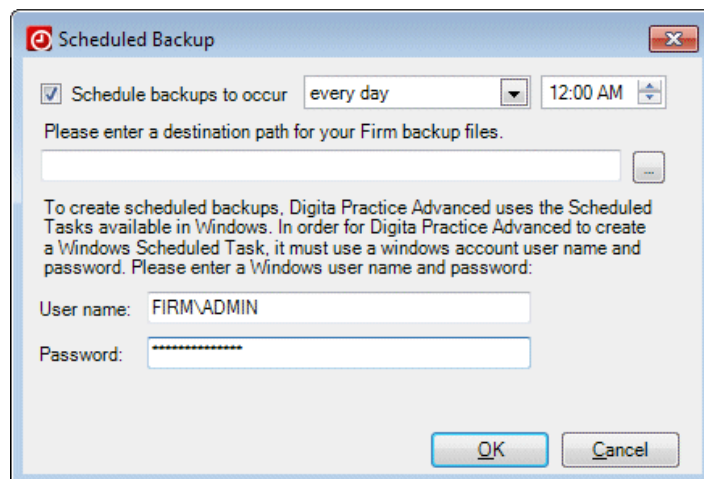 Scheduled Backup
Schedule backups to occur every day 12:00 AM
Please enter a destination path for your Firm backup files.
...
To create scheduled backups, Digita Practice Advanced uses the Scheduled
Tasks available in Windows. In order for Digita Practice Advanced to create
a Windows Scheduled Task, it must use a windows account user name and
password. Please enter a Windows user name and password:
User name: FIRM\ADMIN
Password: **************
OK Cancel